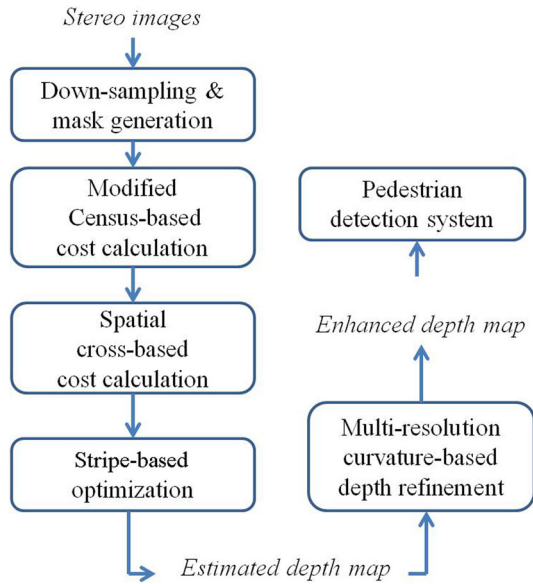 Stereo images
Down-sampling &
mask generation
Modified
Census-based
cost calculation
Spatial
cross-based
cost calculation
Stripe-based
optimization
Estimated depth map
Multi-resolution
curvature-based
depth refinement
Enhanced depth map
Pedestrian
detection system